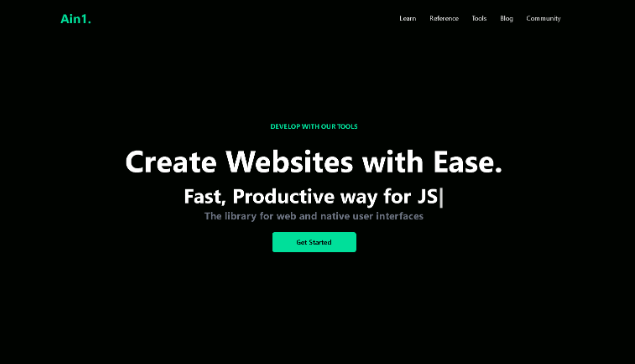 Ain1.
Learn Reference Tools Blog Community
DEVELOP WITH OUR TOOLS
Create Websites with Ease.
Fast, Productive way for JS|
The library for web and native user interfaces
Get Started